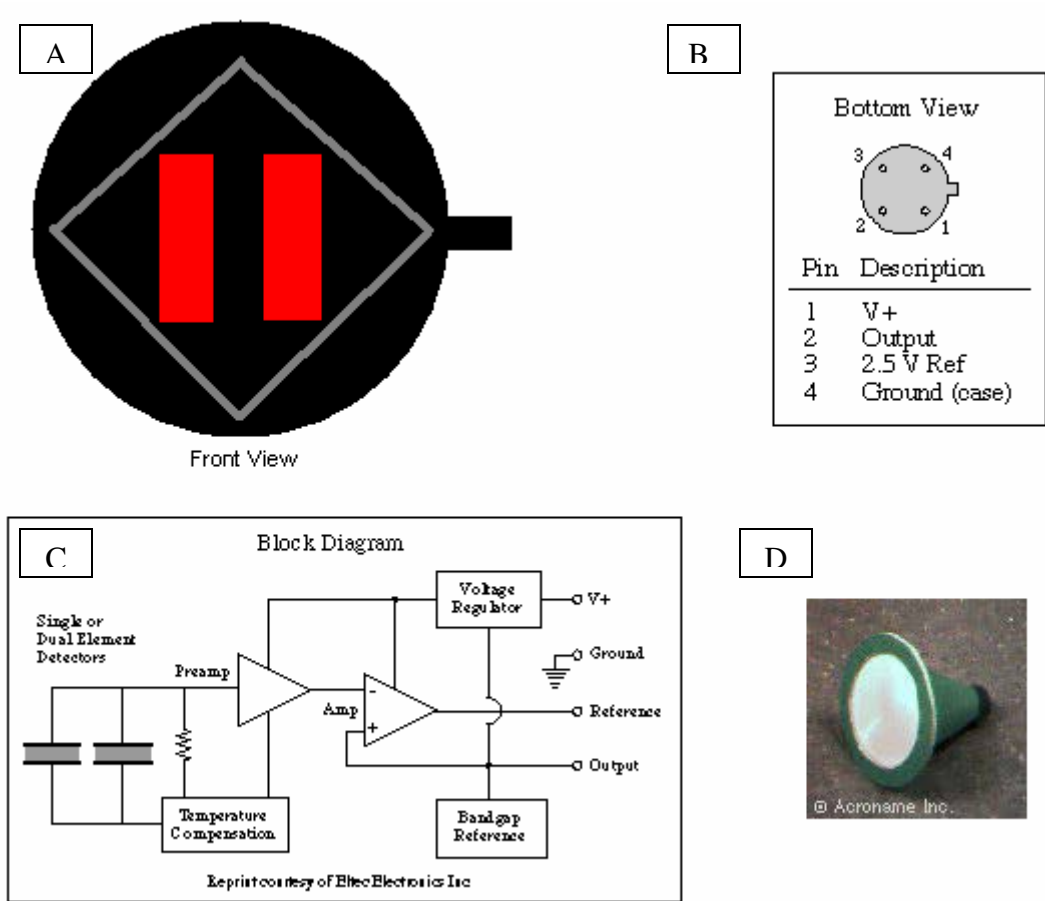 A
Front View
B
Bottom View
3 4
2 1
Pin Description
1 V+
2 Output
3 2.5 V Ref
4 Ground (case)
C
Block Diagram
Single or
Dual Element
Detectors
Preamp
Amp
-
+
Voltage
Regulator
V+
Ground
Reference
Output
Temperature
Compensation
Bandgap
Reference
Reprint courtesy of Eltec Electronics Inc
D
© Acroname Inc.